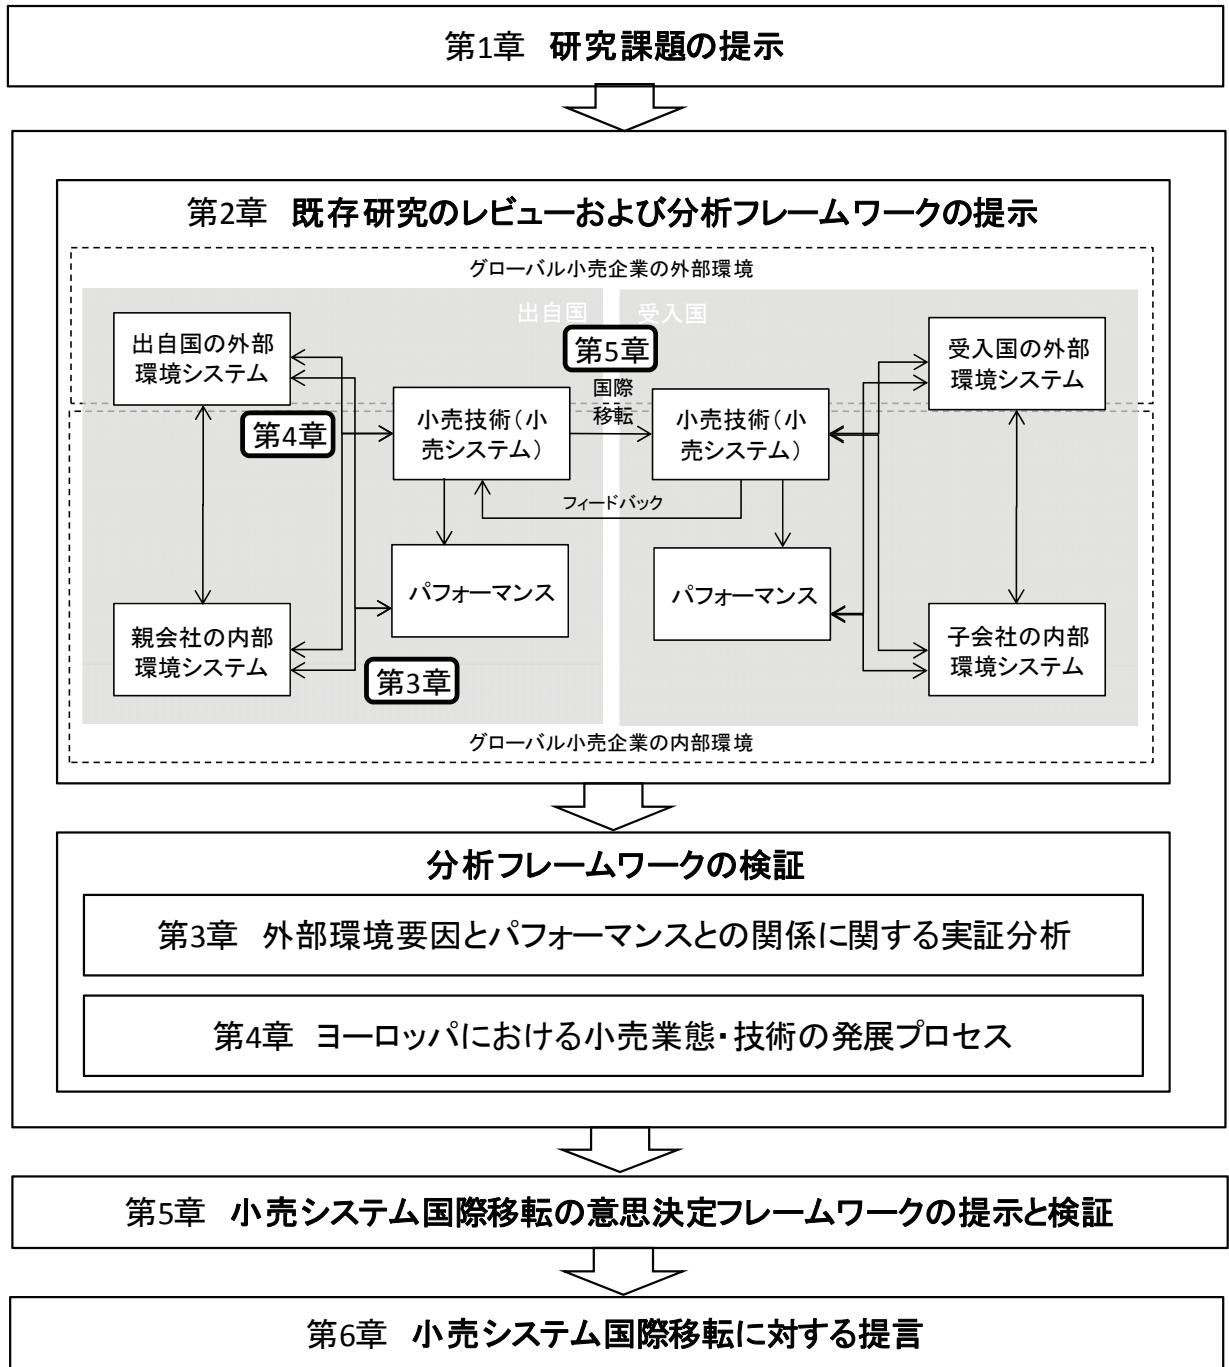 第1章 研究課題の提示
第2章 既存研究のレビューおよび分析フレームワークの提示
グローバル小売企業の外部環境
出自国
受入国
出自国の外部
環境システム
第5章
受入国の外部
環境システム
国際
移転
第4章
小売技術(小
売システム)
小売技術(小
売システム)
フィードバック
パフォーマンス
パフォーマンス
親会社の内部
環境システム
第3章
子会社の内部
環境システム
グローバル小売企業の内部環境
分析フレームワークの検証
第3章 外部環境要因とパフォーマンスとの関係に関する実証分析
第4章 ヨーロッパにおける小売業態・技術の発展プロセス
第5章 小売システム国際移転の意思決定フレームワークの提示と検証
第6章 小売システム国際移転に対する提言